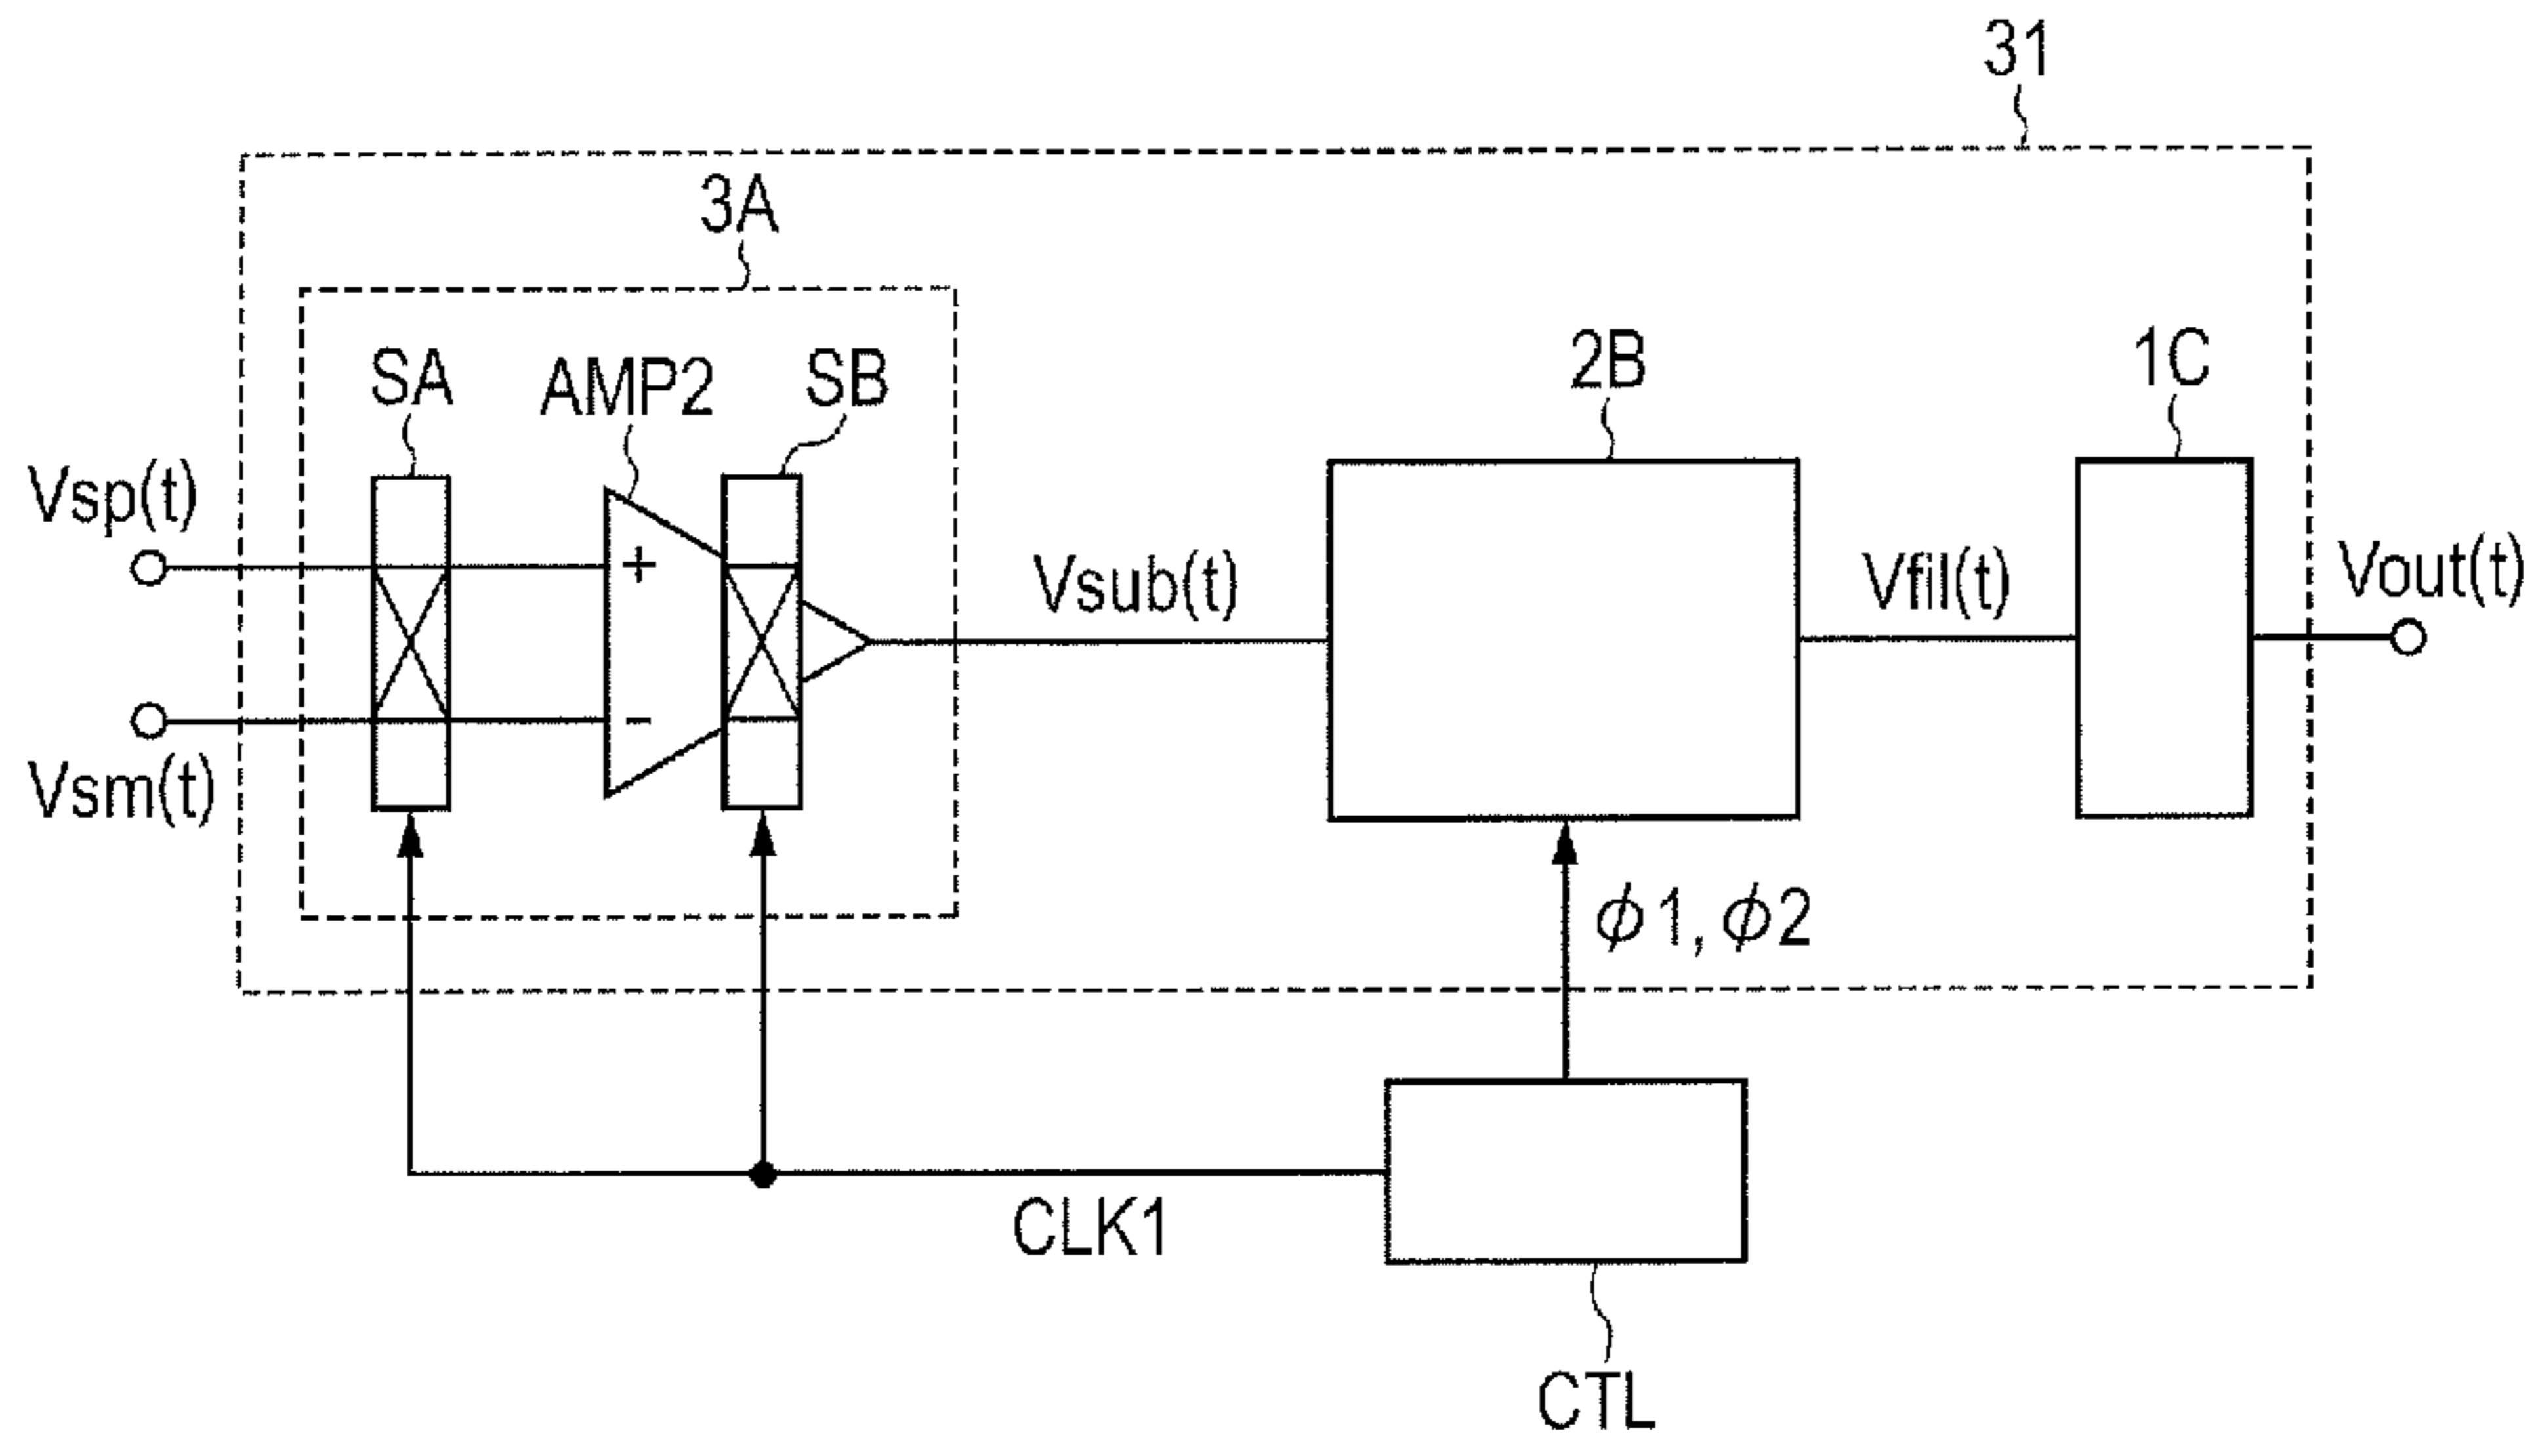 31
3A
SA
AMP2
SB
2B
1C
Vsp(t)
+
Vsub(t)
Vfil(t)
Vout(t)
-
Vsm(t)
ϕ1, ϕ2
CLK1
CTL